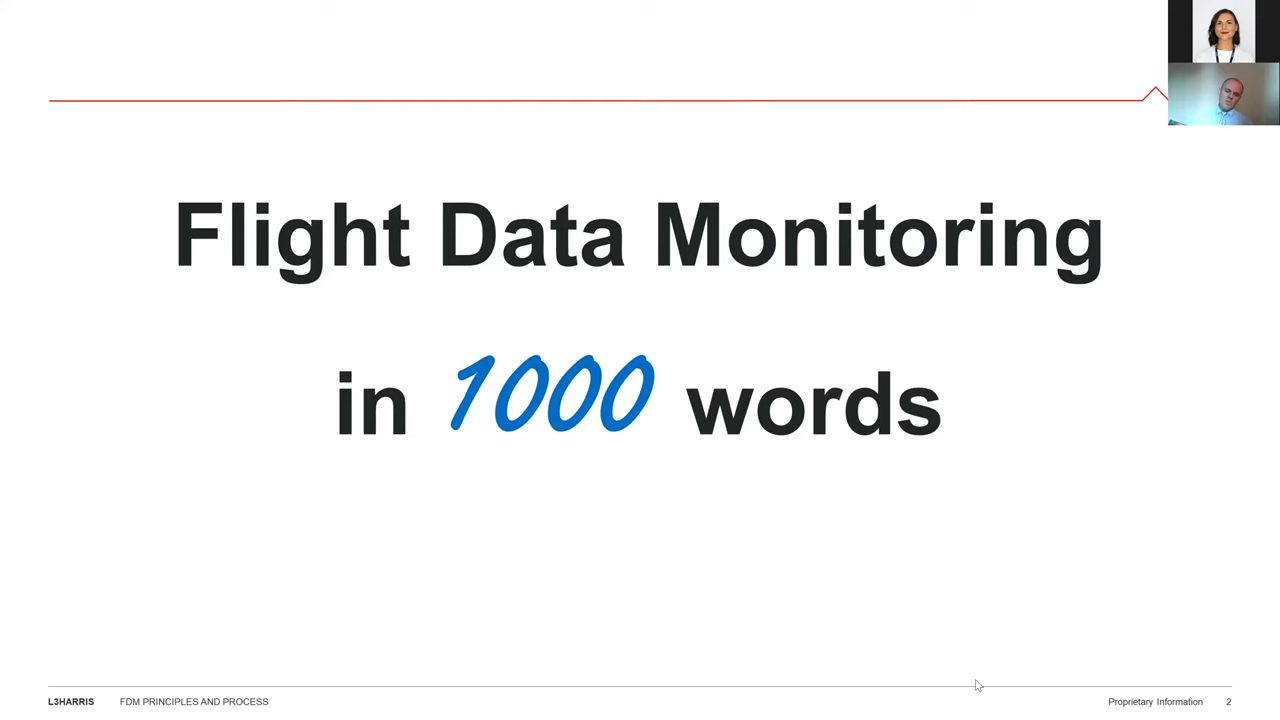 Flight Data Monitoring
in 1000 words
L3HARRIS FDM PRINCIPLES AND PROCESS Proprietary Information 2